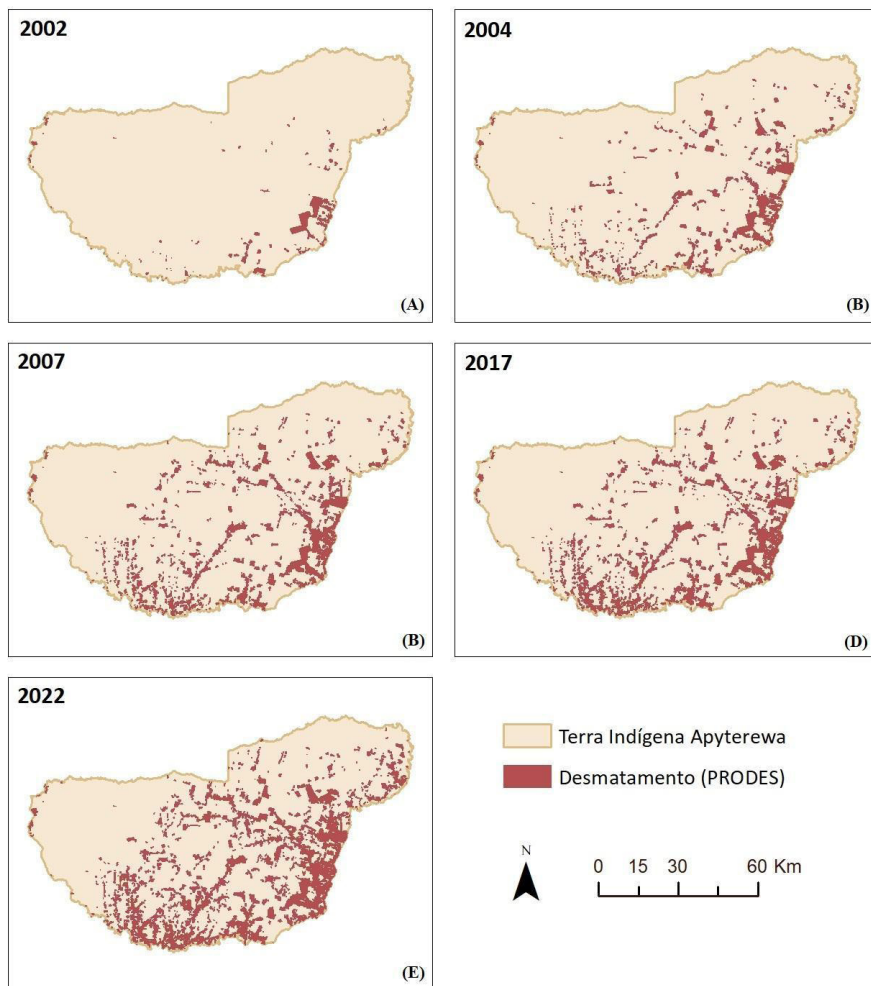 2002
(A)
2004
(B)
2007
(B)
2017
(D)
2022
(E)
Terra Indígena Apyterewa
Desmatamento (PRODES)
N
0 15 30 60 Km